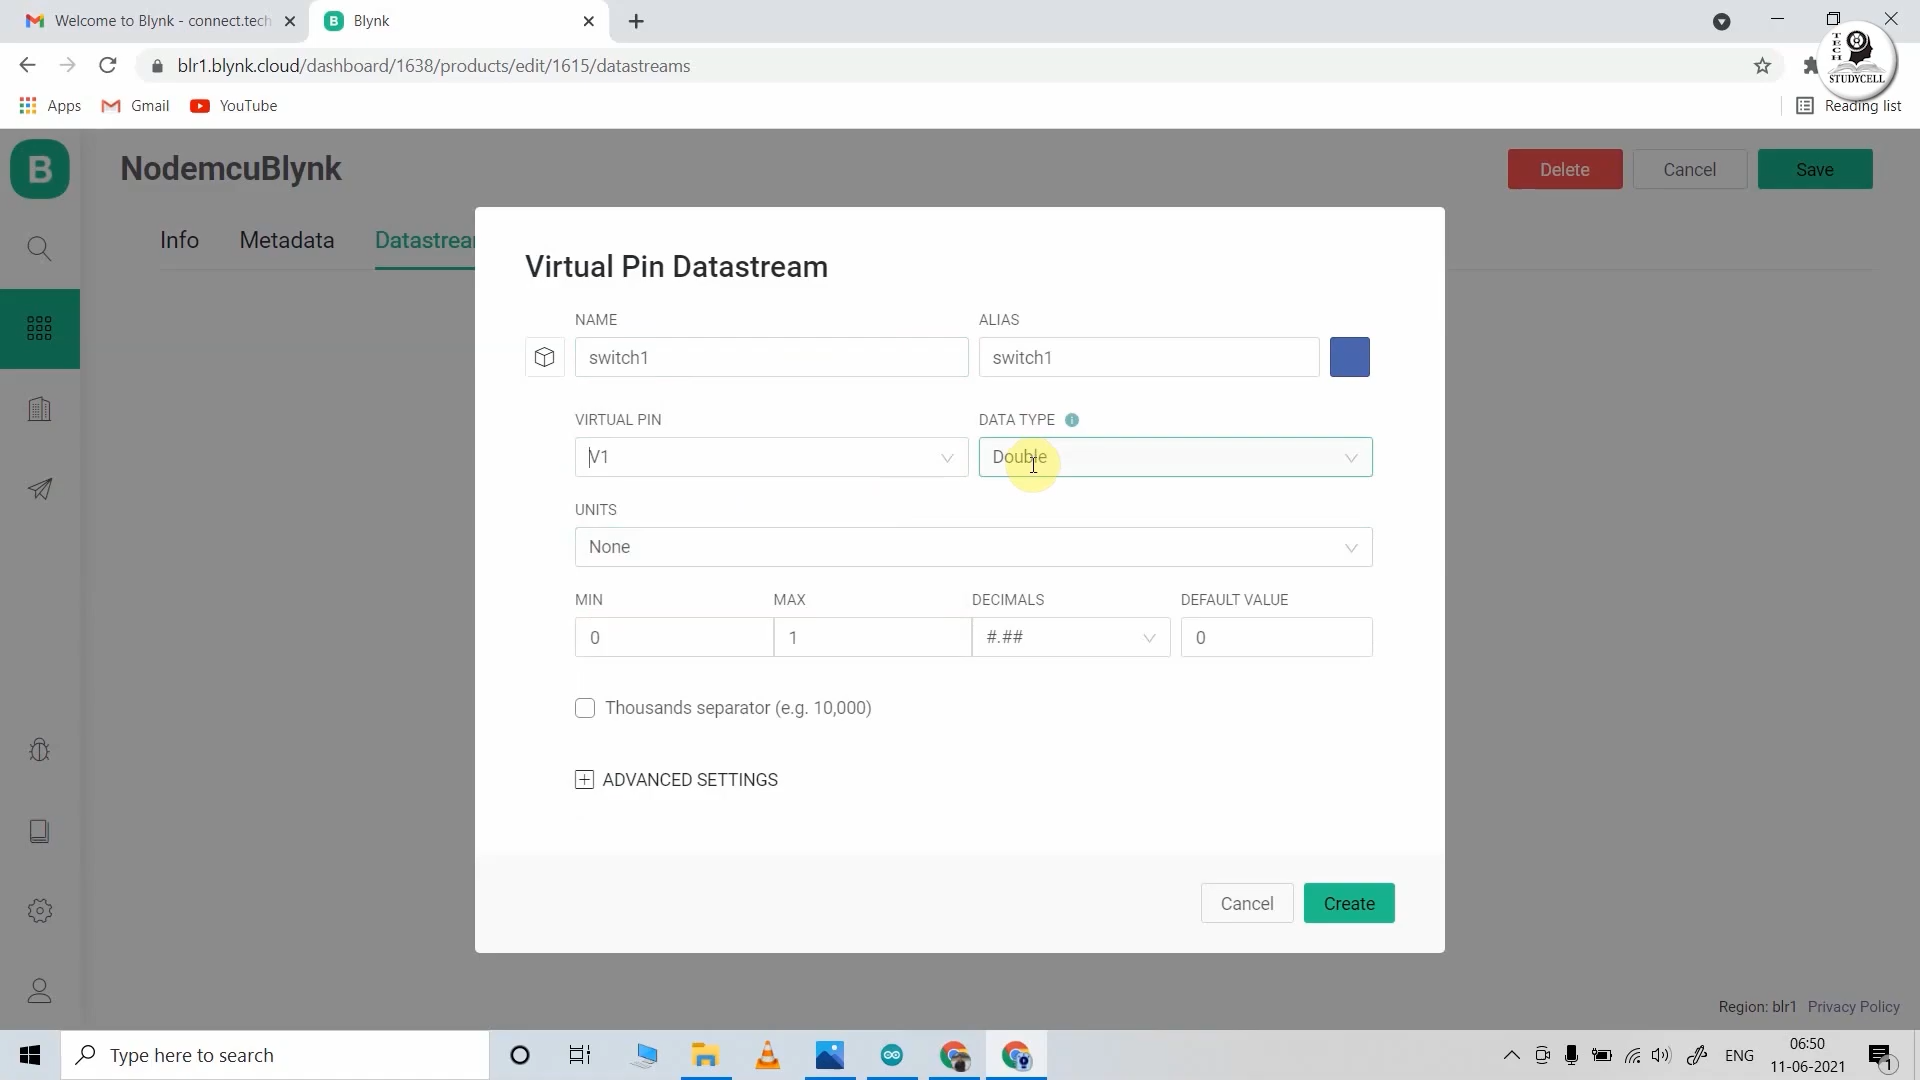 Welcome to Blynk - connect.tech
Blynk
blr1.blynk.cloud/dashboard/1638/products/edit/1615/datastreams
TECH
STUDYCELL
Apps
Gmail
YouTube
Reading list
B
NodemcuBlynk
Delete
Cancel
Save
Info
Metadata
Datastrea
Virtual Pin Datastream
NAME
ALIAS
switch1
switch1
VIRTUAL PIN
DATA TYPE
V1
Double
UNITS
None
MIN
MAX
DECIMALS
DEFAULT VALUE
0
1
#.##
0
Thousands separator (e.g. 10,000)
ADVANCED SETTINGS
Cancel
Create
Region: blr1 Privacy Policy
Type here to search
ENG
06:50
11-06-2021
1